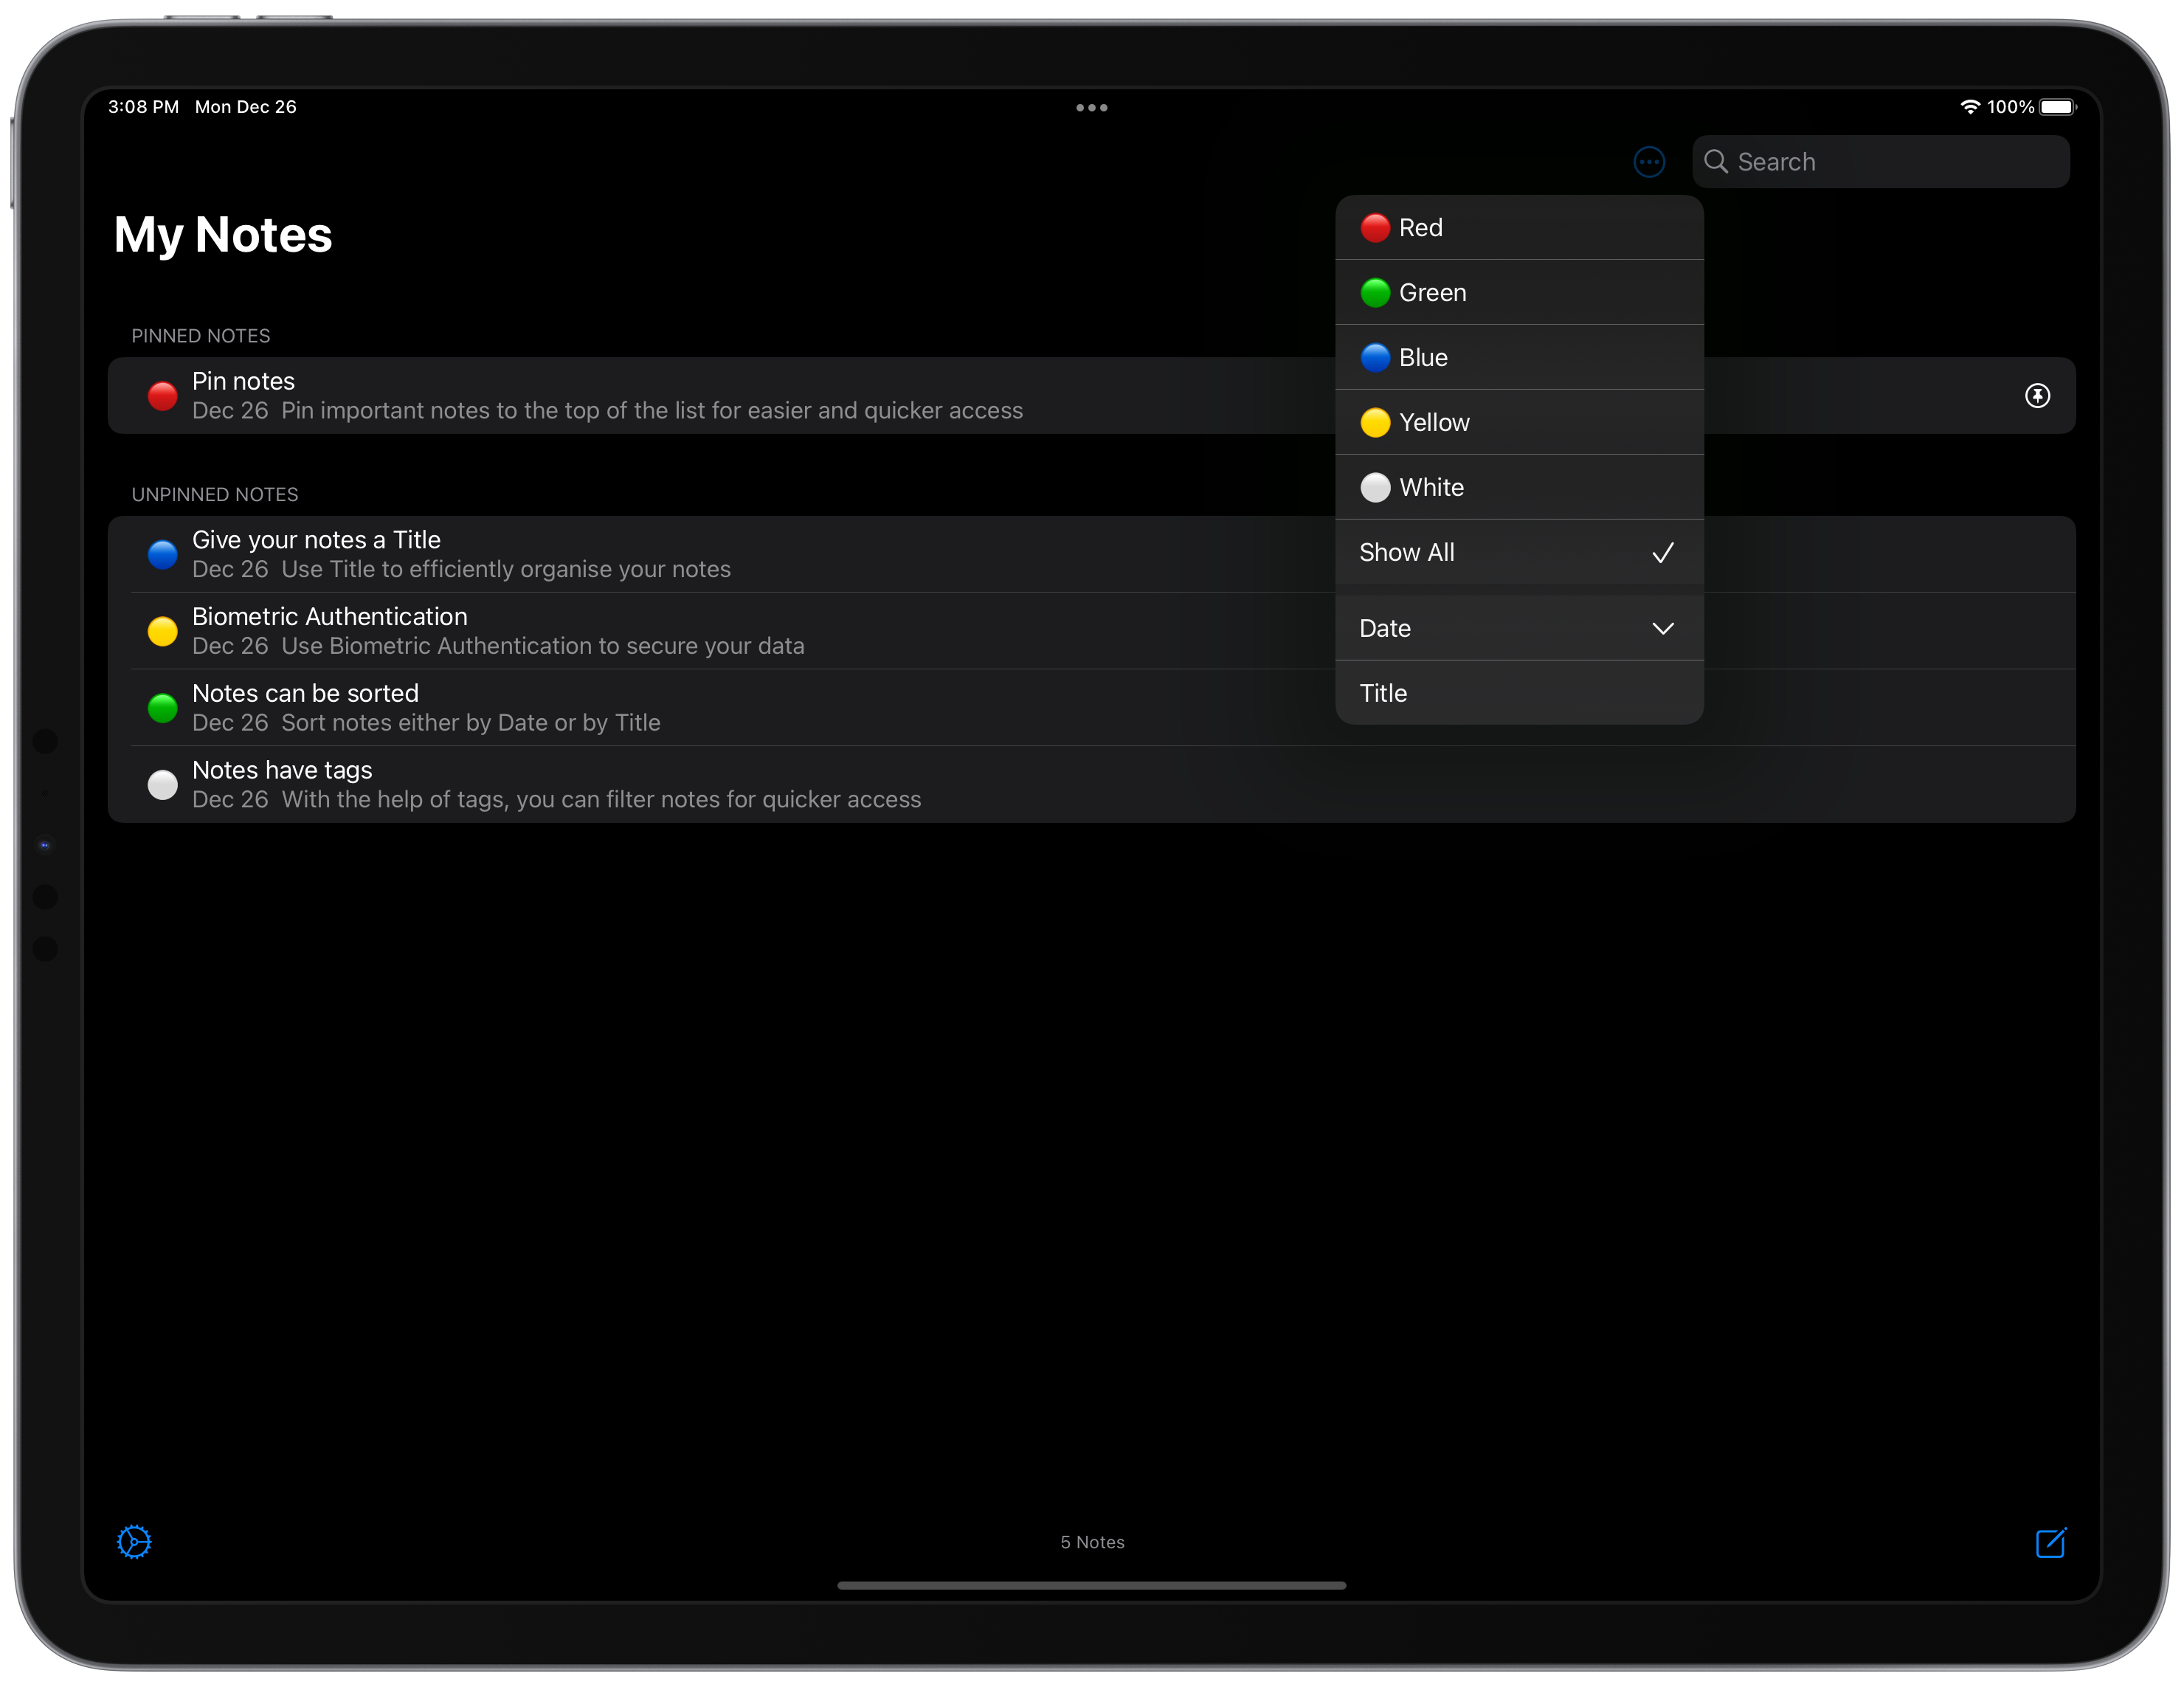 3:08 PM Mon Dec 26
100%
Search
My Notes
PINNED NOTES
Pin notes
Dec 26 Pin important notes to the top of the list for easier and quicker access
UNPINNED NOTES
Give your notes a Title
Dec 26 Use Title to efficiently organise your notes
Biometric Authentication
Dec 26 Use Biometric Authentication to secure your data
Notes can be sorted
Dec 26 Sort notes either by Date or by Title
Notes have tags
Dec 26 With the help of tags, you can filter notes for quicker access
Red
Green
Blue
Yellow
White
Show All
Date
Title
5 Notes